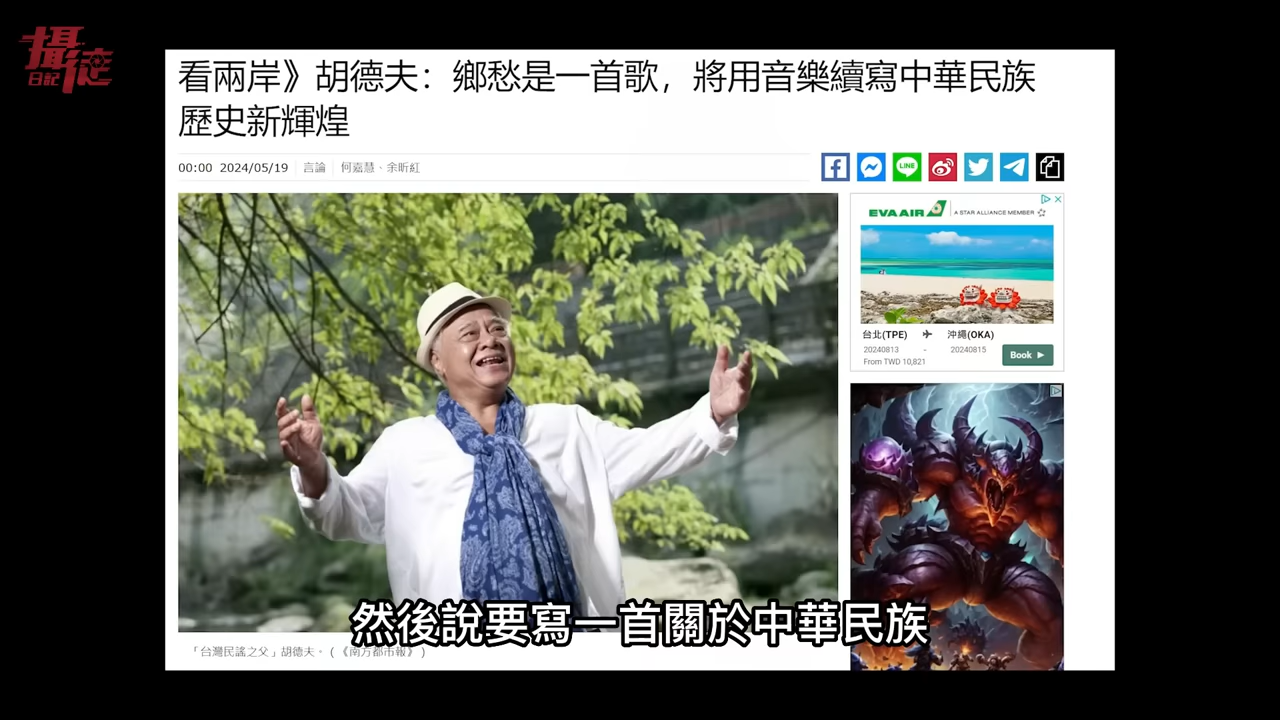 攝徒
日記
看兩岸》胡德夫：鄉愁是一首歌，將用音樂續寫中華民族
歷史新輝煌
00:00 2024/05/19 言論 何嘉慧、余昕紅
LINE
EVA AIR A STAR ALLIANCE MEMBER
台北(TPE) 沖繩(OKA)
20240813 - 20240815
From TWD 10,821
Book
然後說要寫一首關於中華民族
「台灣民謠之父」胡德夫。（《南方都市報》）